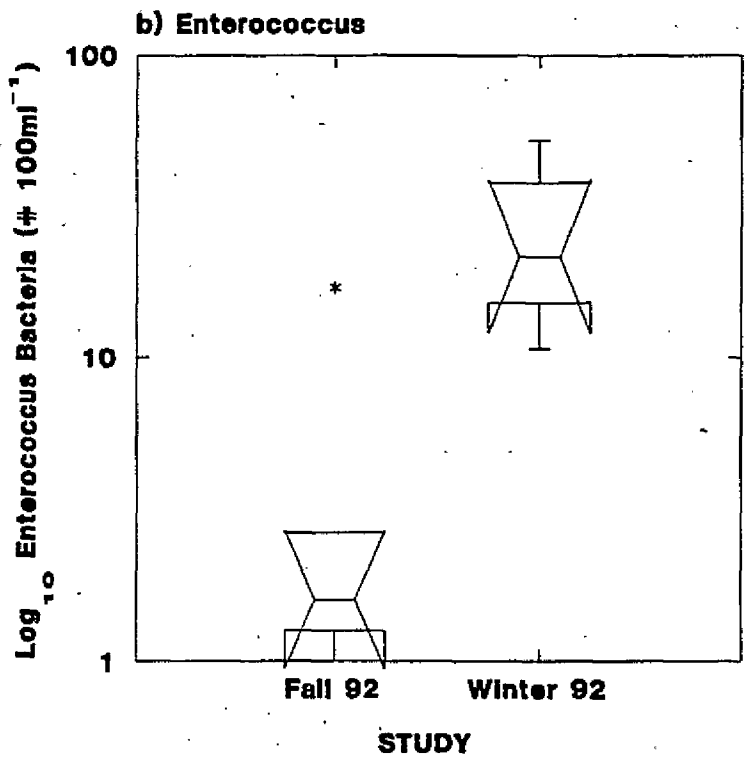 b) Enterococcus
Log10 Enterococcus Bacteria (# 100ml⁻¹)
100
10
1
Fall 92
Winter 92
STUDY